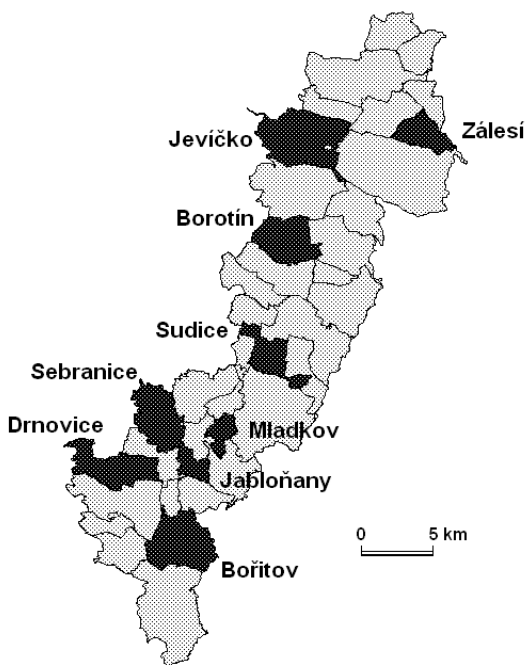 Jevíčko
Zálesí
Borotín
Sudice
Sebranice
Drnovice
Mladkov
Jabloňany
Bořitov
0 5 km